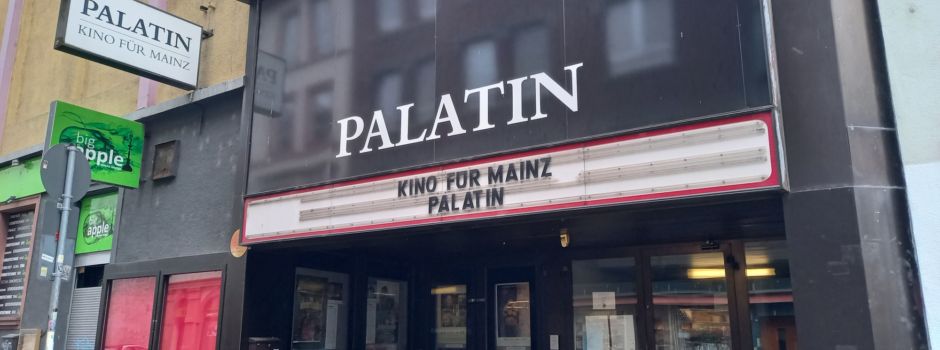 PALATIN
KINO FÜR MAINZ
big
apple
big
apple
PALATIN
KINO FÜR MAINZ
PALATIN